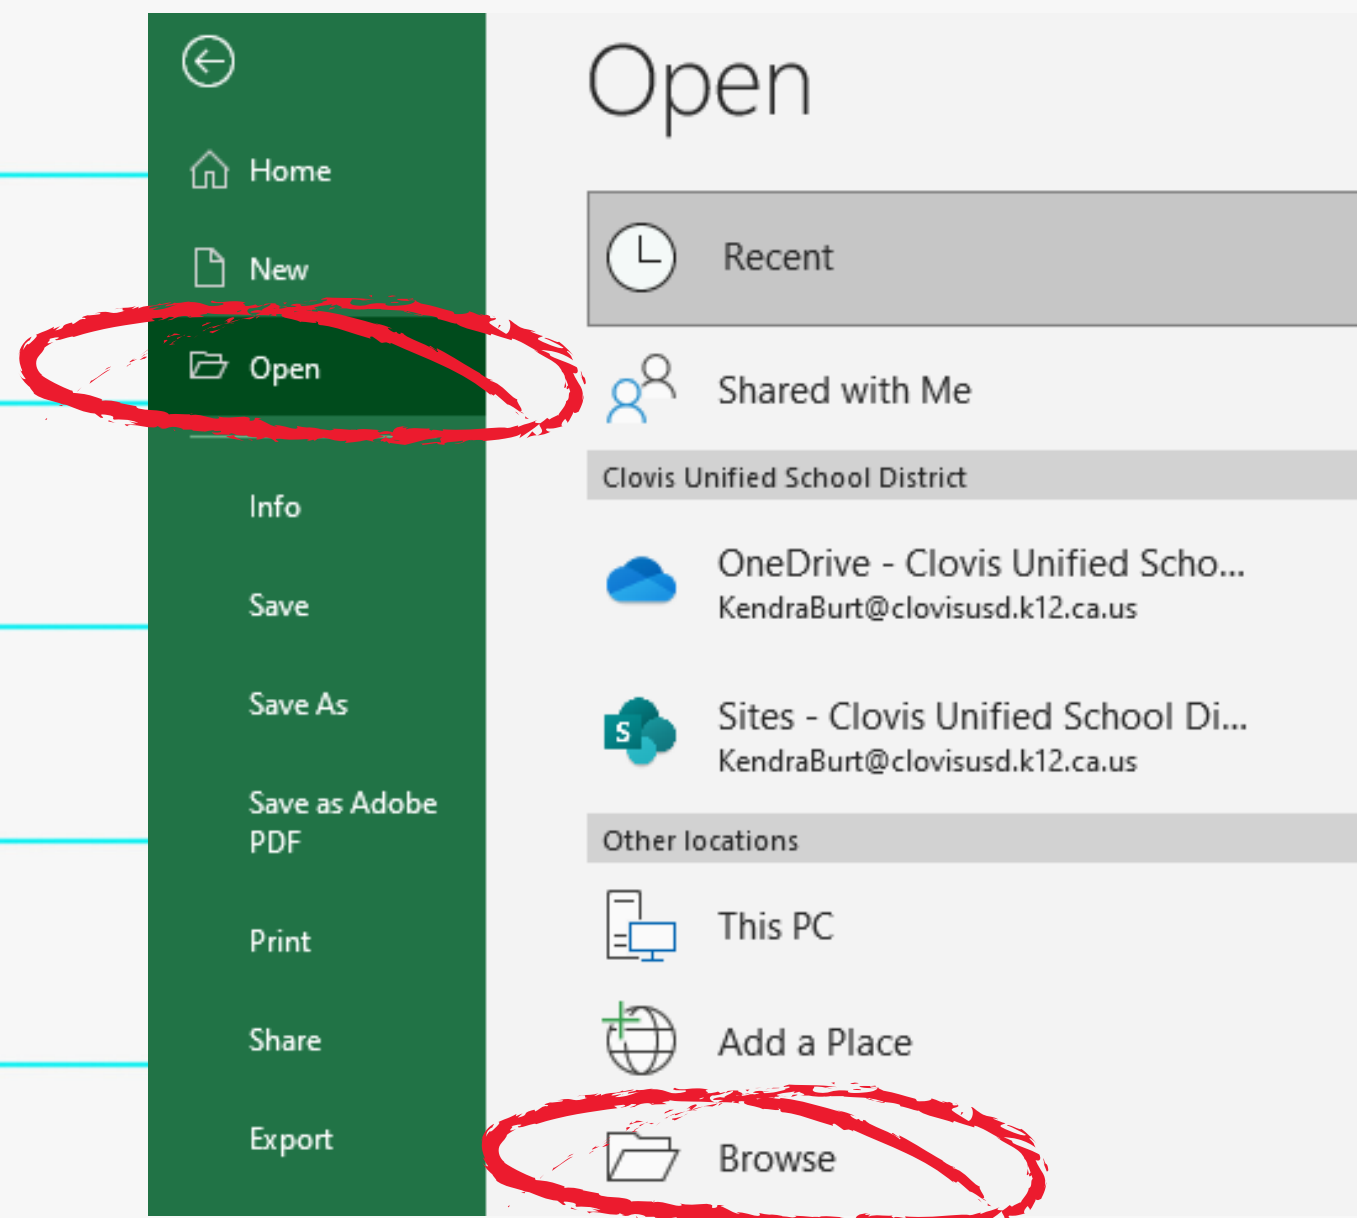 Home
New
Open
Info
Save
Save As
Save as Adobe
PDF
Print
Share
Export
Open
Recent
Shared with Me
Clovis Unified School District
OneDrive - Clovis Unified Scho...
KendraBurt@clovisusd.k12.ca.us
S
Sites - Clovis Unified School Di...
KendraBurt@clovisusd.k12.ca.us
Other locations
This PC
Add a Place
Browse